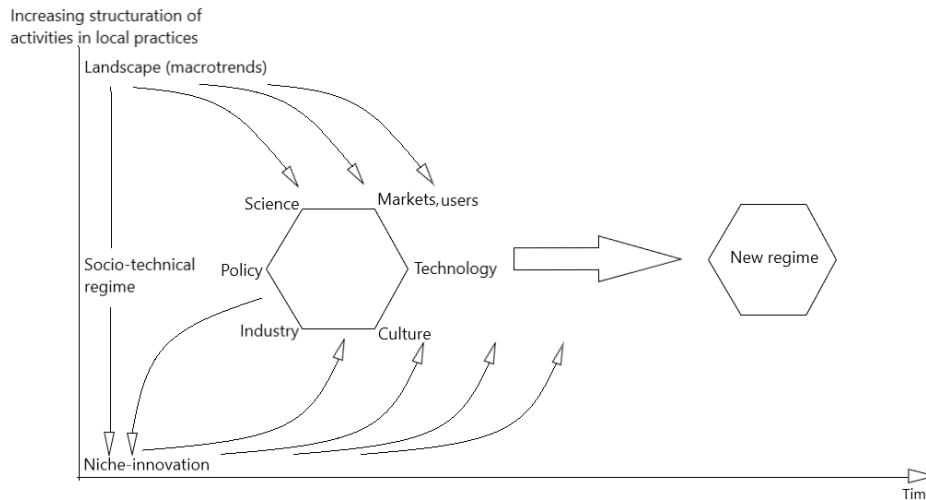 Increasing structuration of
activities in local practices
Landscape (macrotrends)
Science
Markets, users
Socio-technical
regime
Policy
Technology
New regime
Industry
Culture
Niche-innovation
Tim